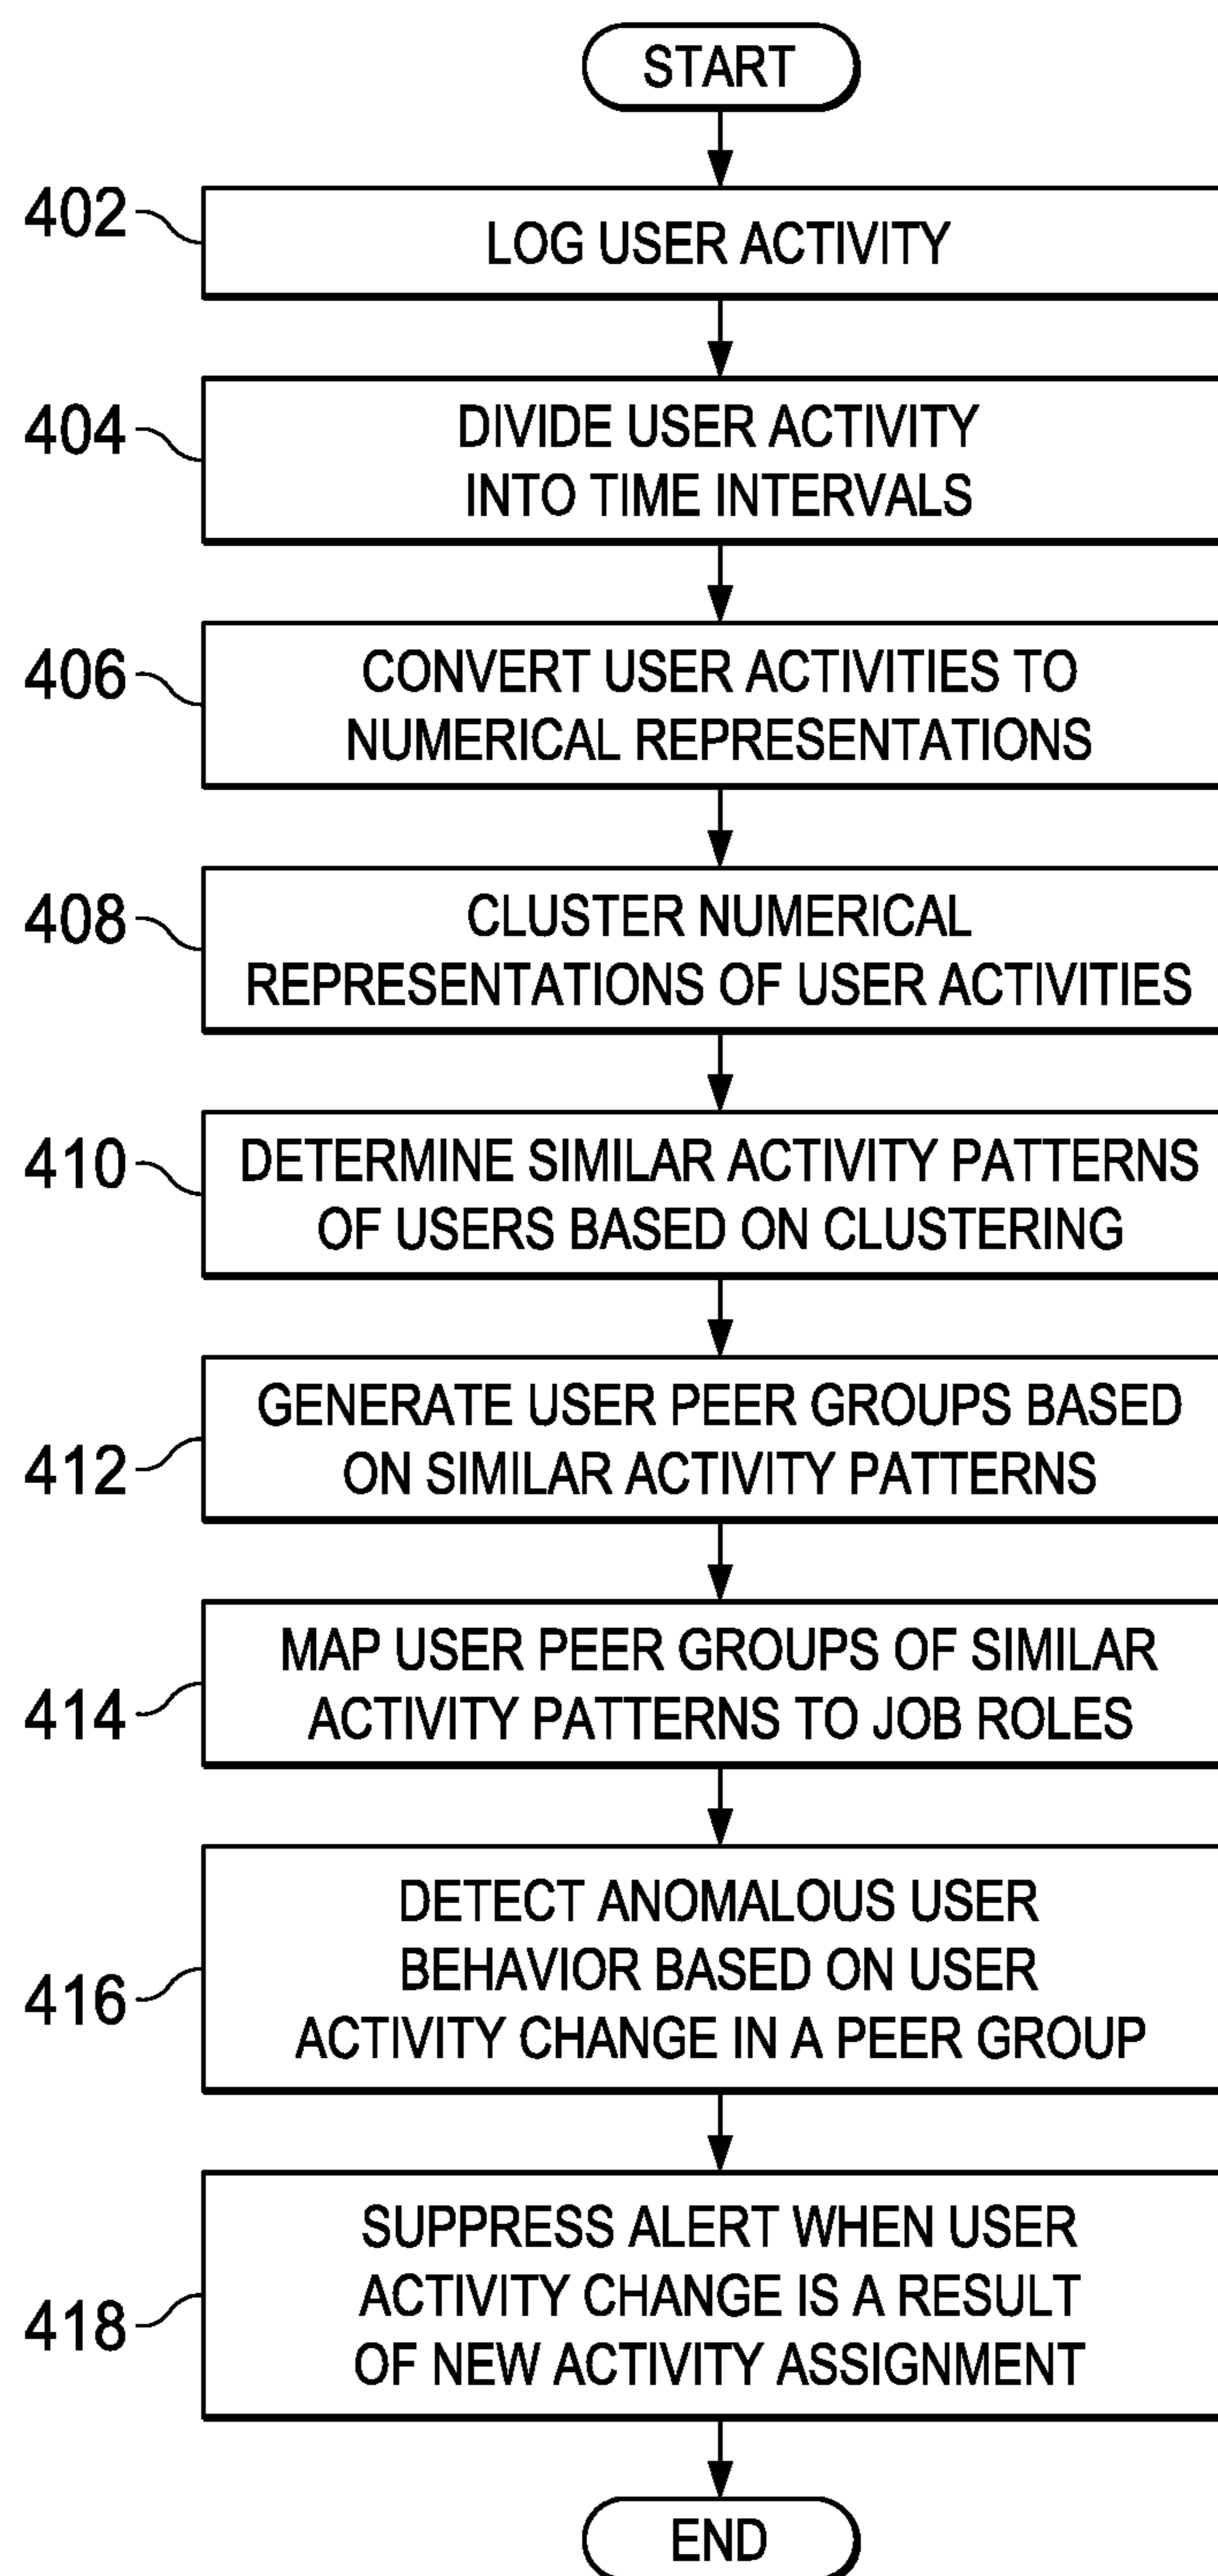 START
402
LOG USER ACTIVITY
404
DIVIDE USER ACTIVITY
INTO TIME INTERVALS
406
CONVERT USER ACTIVITIES TO
NUMERICAL REPRESENTATIONS
408
CLUSTER NUMERICAL
REPRESENTATIONS OF USER ACTIVITIES
410
DETERMINE SIMILAR ACTIVITY PATTERNS
OF USERS BASED ON CLUSTERING
412
GENERATE USER PEER GROUPS BASED
ON SIMILAR ACTIVITY PATTERNS
414
MAP USER PEER GROUPS OF SIMILAR
ACTIVITY PATTERNS TO JOB ROLES
416
DETECT ANOMALOUS USER
BEHAVIOR BASED ON USER
ACTIVITY CHANGE IN A PEER GROUP
418
SUPPRESS ALERT WHEN USER
ACTIVITY CHANGE IS A RESULT
OF NEW ACTIVITY ASSIGNMENT
END